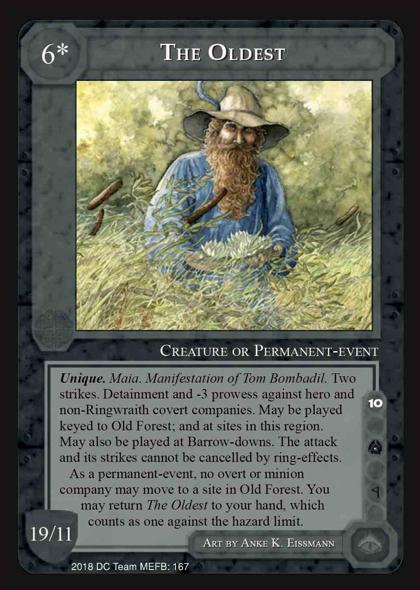 6*
THE OLDEST
CREATURE OR PERMANENT-EVENT
Unique. Maia. Manifestation of Tom Bombadil. Two
strikes. Detainment and -3 prowess against hero and
non-Ringwraith covert companies. May be played
keyed to Old Forest; and at sites in this region.
May also be played at Barrow-downs. The attack
and its strikes cannot be cancelled by ring-effects.
As a permanent-event, no overt or minion
company may move to a site in Old Forest. You
may return The Oldest to your hand, which
counts as one against the hazard limit.
10
19/11
ART BY ANKE K. EISSMANN
2018 DC Team MEFB: 167